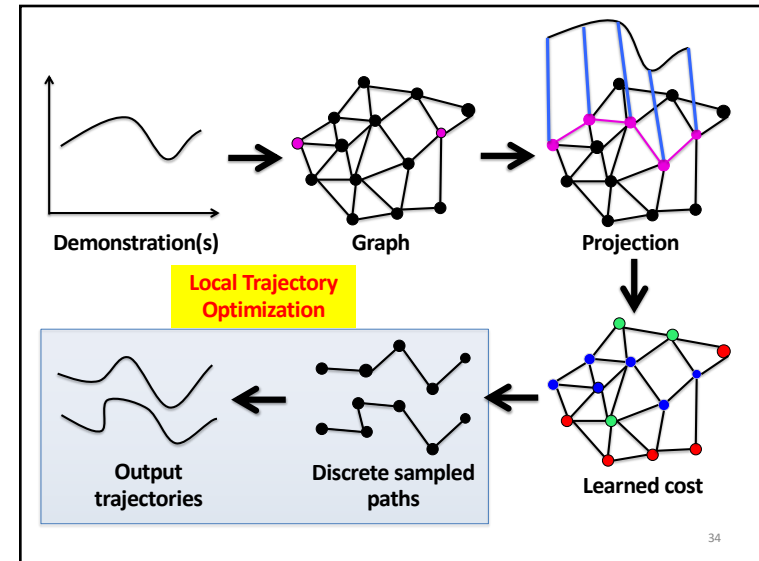 Demonstration(s)
Graph
Projection
Local Trajectory
Optimization
Output
trajectories
Discrete sampled
paths
Learned cost
34